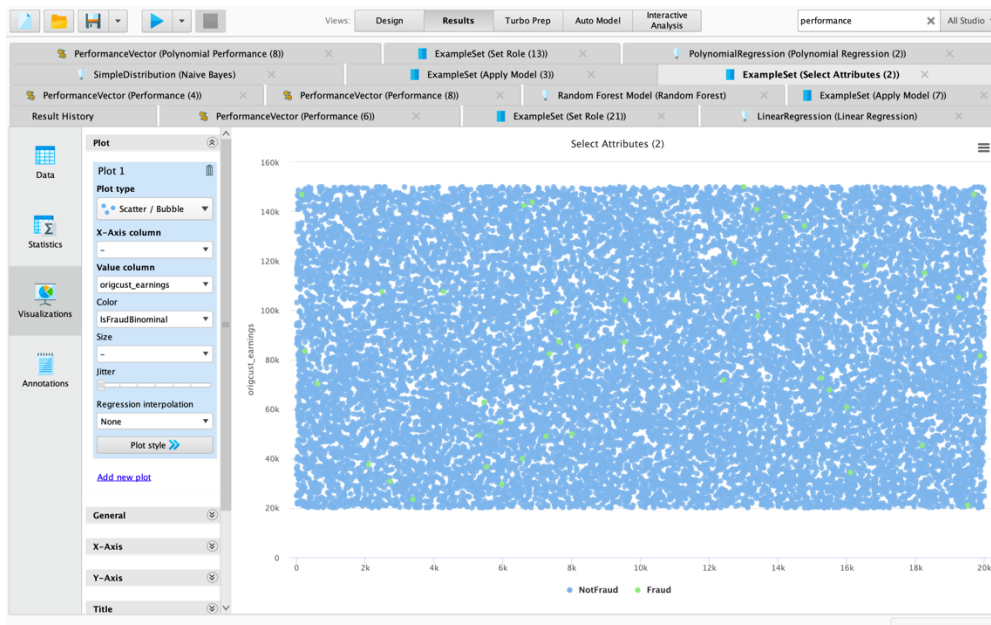 Views: Design Results Turbo Prep Auto Model Interactive Analysis performance All Studio
PerformanceVector (Polynomial Performance (8)) ExampleSet (Set Role (13)) PolynomialRegression (Polynomial Regression (2))
SimpleDistribution (Naive Bayes) ExampleSet (Apply Model (3)) ExampleSet (Select Attributes (2))
PerformanceVector (Performance (4)) PerformanceVector (Performance (8)) Random Forest Model (Random Forest) ExampleSet (Apply Model (7))
Result History PerformanceVector (Performance (6)) ExampleSet (Set Role (21)) LinearRegression (Linear Regression)
Data
Statistics
Visualizations
Annotations
Plot
Plot 1
Plot type
Scatter / Bubble
X-Axis column
-
Value column
origcust_earnings
Color
IsFraudBinominal
Size
-
Jitter
Regression interpolation
None
Plot style
Add new plot
General
X-Axis
Y-Axis
Title
Select Attributes (2)
origcust_earnings
160k
140k
120k
100k
80k
60k
40k
20k
0
0 2k 4k 6k 8k 10k 12k 14k 16k 18k 20k
NotFraud Fraud